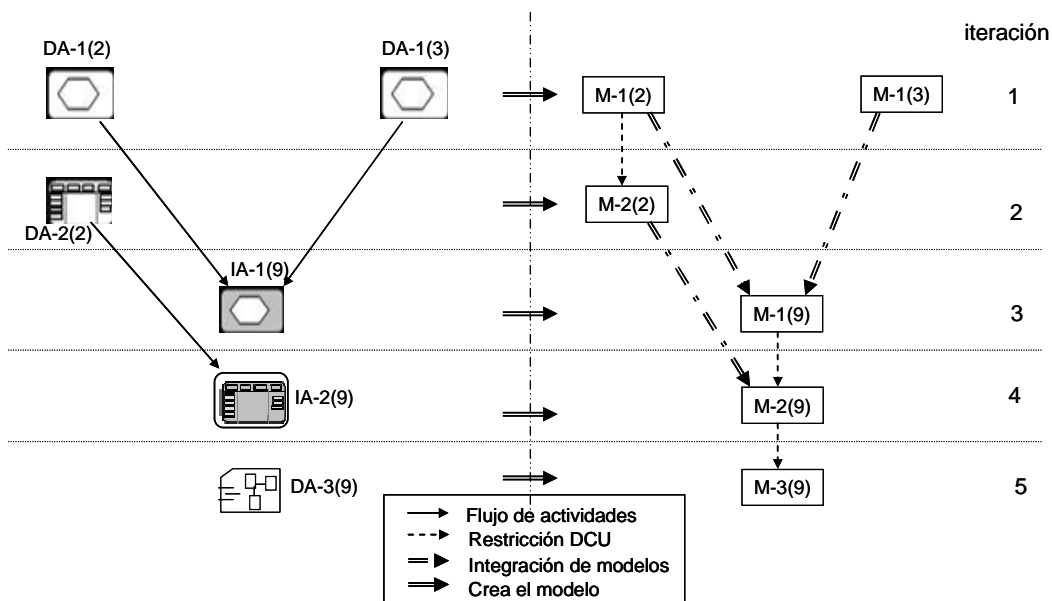 iteración
DA-1(2)
DA-1(3)
M-1(2)
M-1(3)
1
DA-2(2)
M-2(2)
2
IA-1(9)
M-1(9)
3
IA-2(9)
M-2(9)
4
DA-3(9)
M-3(9)
5
Flujo de actividades
Restricción DCU
Integración de modelos
Crea el modelo